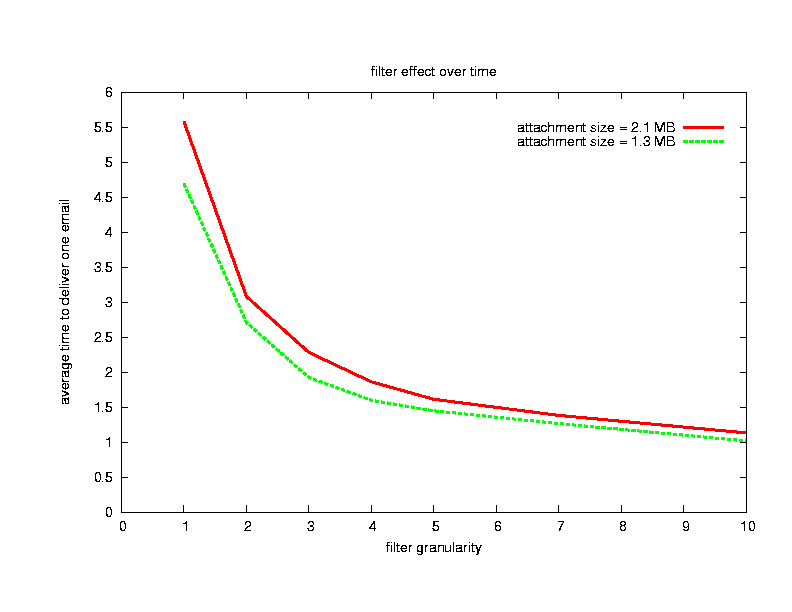 filter effect over time
6
5.5
5
4.5
4
3.5
3
2.5
2
1.5
1
0.5
0
attachment size = 2.1 MB
attachment size = 1.3 MB
average time to deliver one email
0 1 2 3 4 5 6 7 8 9 10
filter granularity